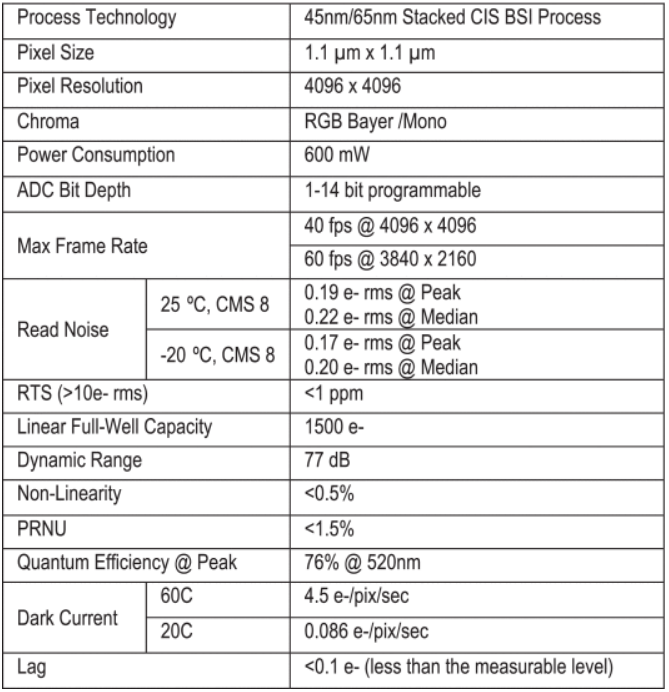 Process Technology 45nm/65nm Stacked CIS BSI Process
Pixel Size 1.1 µm x 1.1 µm
Pixel Resolution 4096 x 4096
Chroma RGB Bayer /Mono
Power Consumption 600 mW
ADC Bit Depth 1-14 bit programmable
Max Frame Rate 40 fps @ 4096 x 4096
60 fps @ 3840 x 2160
Read Noise 25 ºC, CMS 8 0.19 e- rms @ Peak
0.22 e- rms @ Median
-20 ºC, CMS 8 0.17 e- rms @ Peak
0.20 e- rms @ Median
RTS (>10e- rms) <1 ppm
Linear Full-Well Capacity 1500 e-
Dynamic Range 77 dB
Non-Linearity <0.5%
PRNU <1.5%
Quantum Efficiency @ Peak 76% @ 520nm
Dark Current 60C 4.5 e-/pix/sec
20C 0.086 e-/pix/sec
Lag <0.1 e- (less than the measurable level)